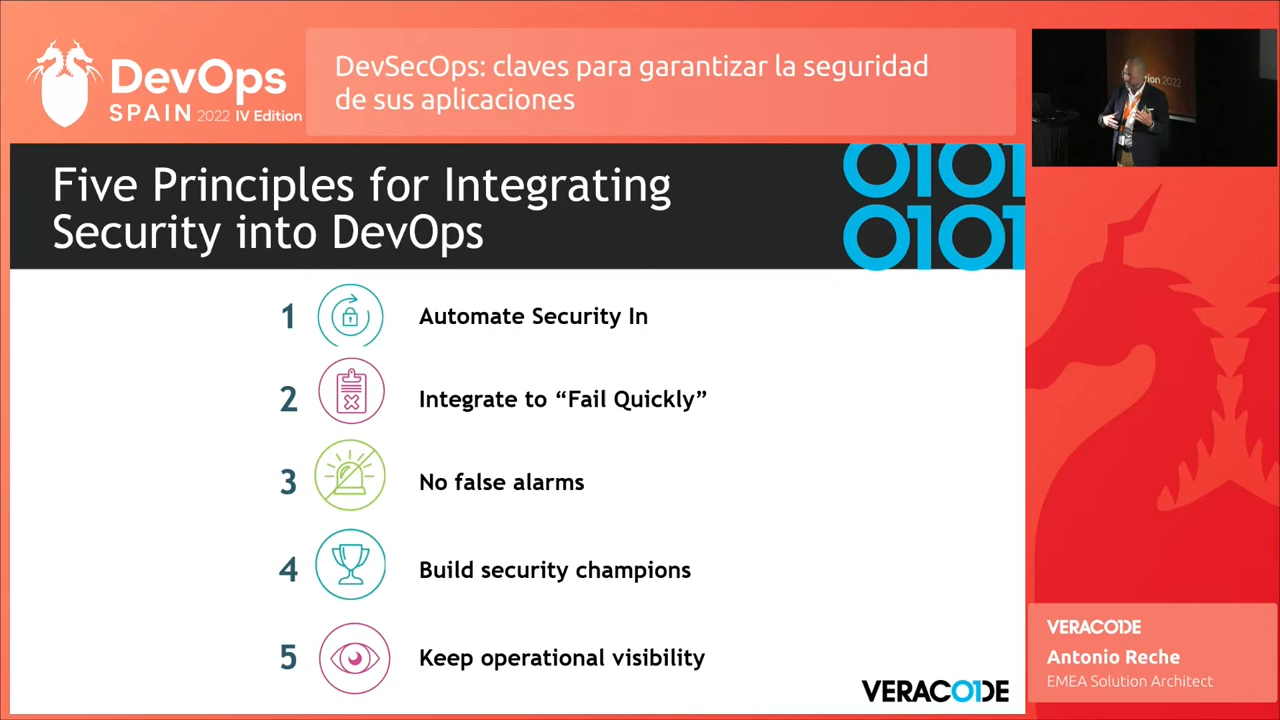 DevOps
SPAIN 2022 IV Edition
DevSecOps: claves para garantizar la seguridad
de sus aplicaciones
tion 2022
Five Principles for Integrating
Security into DevOps
0101
0101
1 Automate Security In
2 Integrate to “Fail Quickly”
3 No false alarms
4 Build security champions
5 Keep operational visibility
VERACODE
VERACODE
Antonio Reche
EMEA Solution Architect